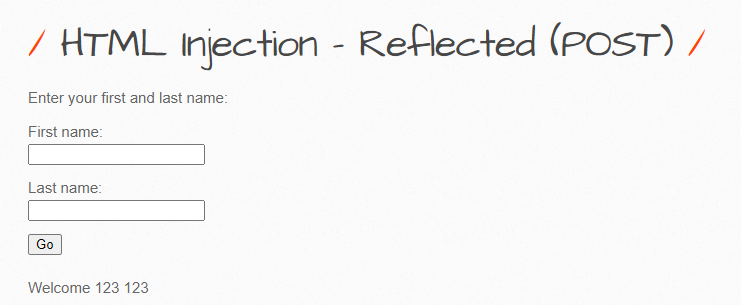 / HTML Injection - Reflected (POST) /
Enter your first and last name:
First name:
Last name:
Go
Welcome 123 123